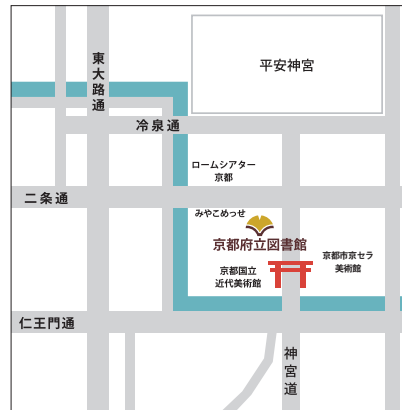 東大路通
平安神宮
冷泉通
ロームシアター
京都
二条通
みやこめっせ
京都府立図書館
京都市京セラ
美術館
京都国立
近代美術館
仁王門通
神宮道